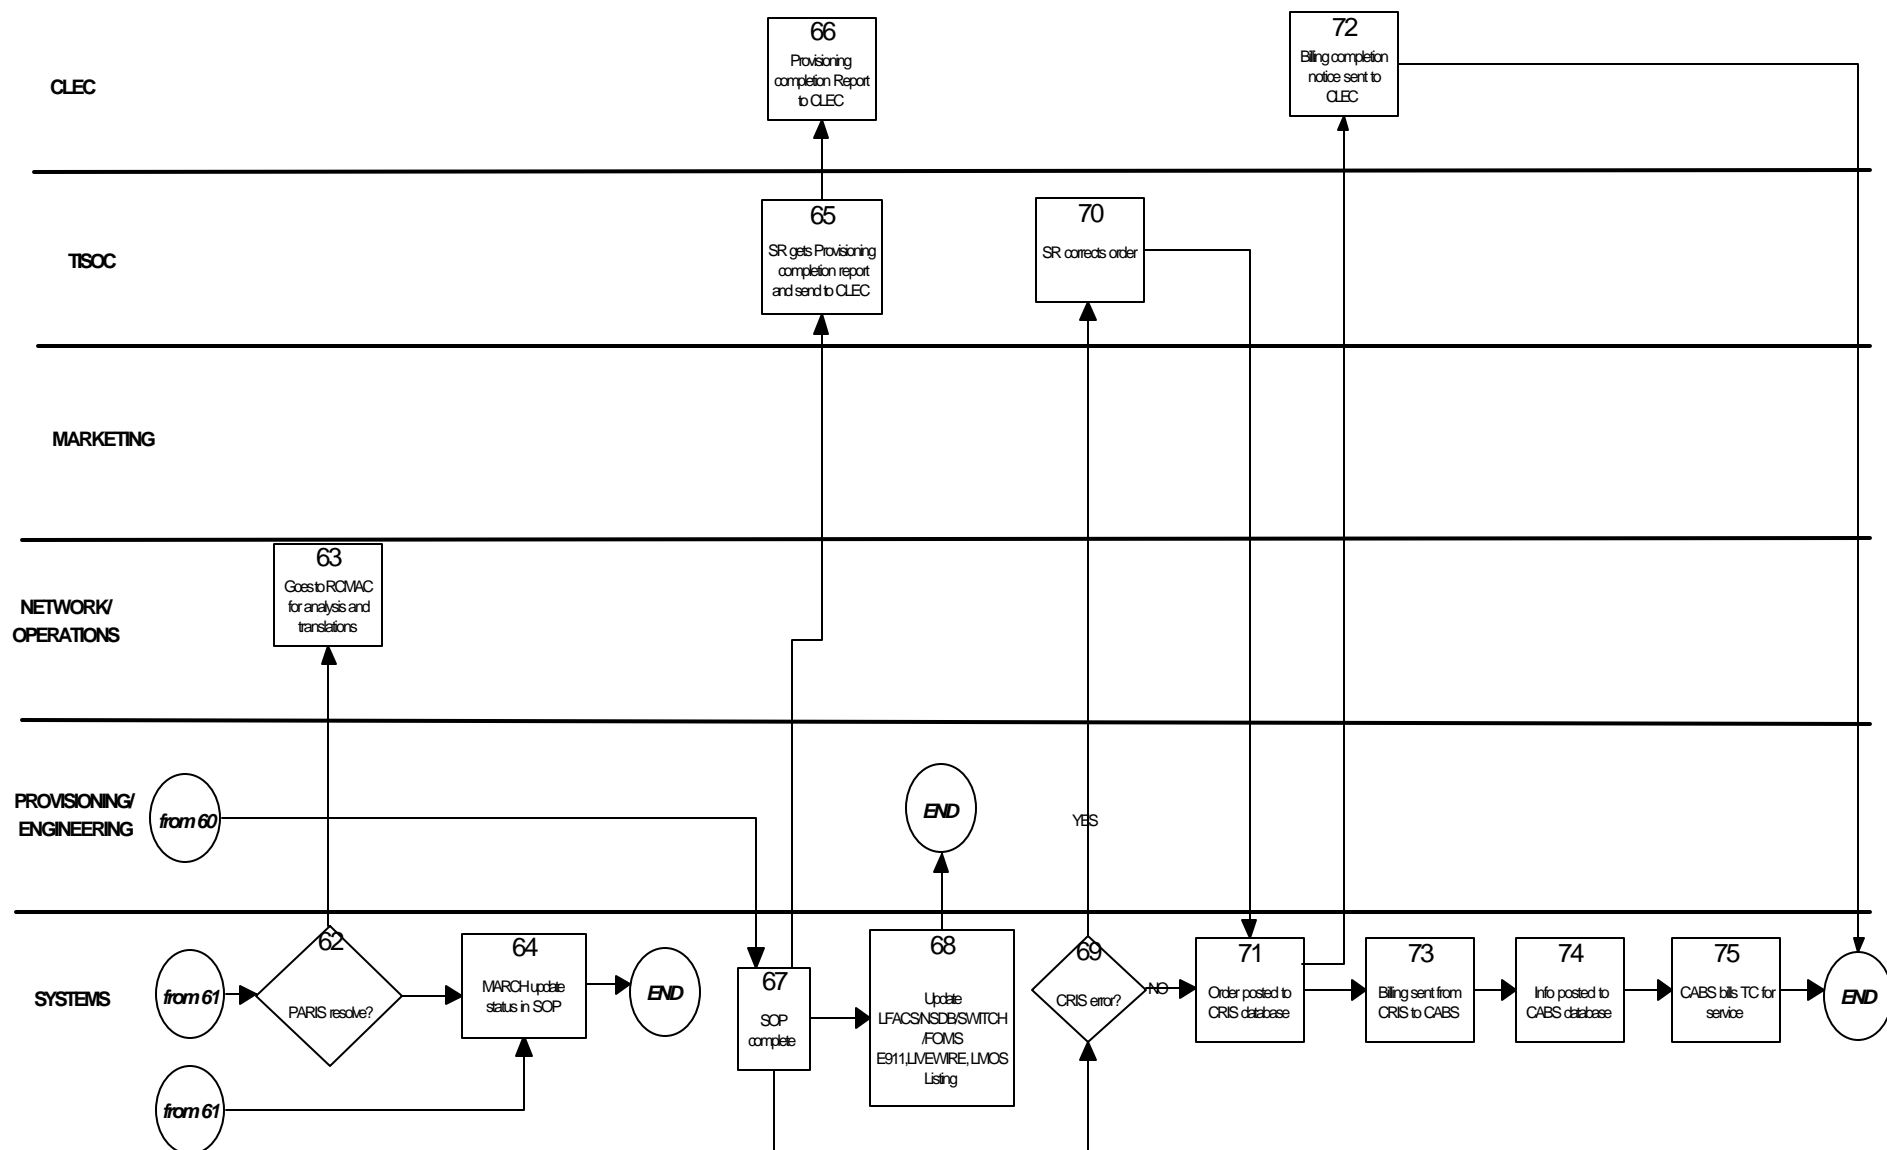 66
Provisioning
completion Report
to CLEC
72
Billing completion
notice sent to
CLEC
CLEC
65
SR gets Provisioning
completion report
and send to CLEC
70
SR corrects order
TISOC
MARKETING
63
Goes to RCMAC
for analysis and
translations
NETWORK/
OPERATIONS
PROVISIONING/
ENGINEERING
from 60
END
YES
SYSTEMS
from 61
62
PARIS resolve?
64
MARCH update
status in SOP
END
67
SOP
complete
68
Update
LFACS/NSDB/SWITCH
/FOMS
E911,LIVEWIRE, LMOS
Listing
69
CRIS error?
NO
71
Order posted to
CRIS database
73
Billing sent from
CRIS to CABS
74
Info posted to
CABS database
75
CABS bills TC for
service
END
from 61